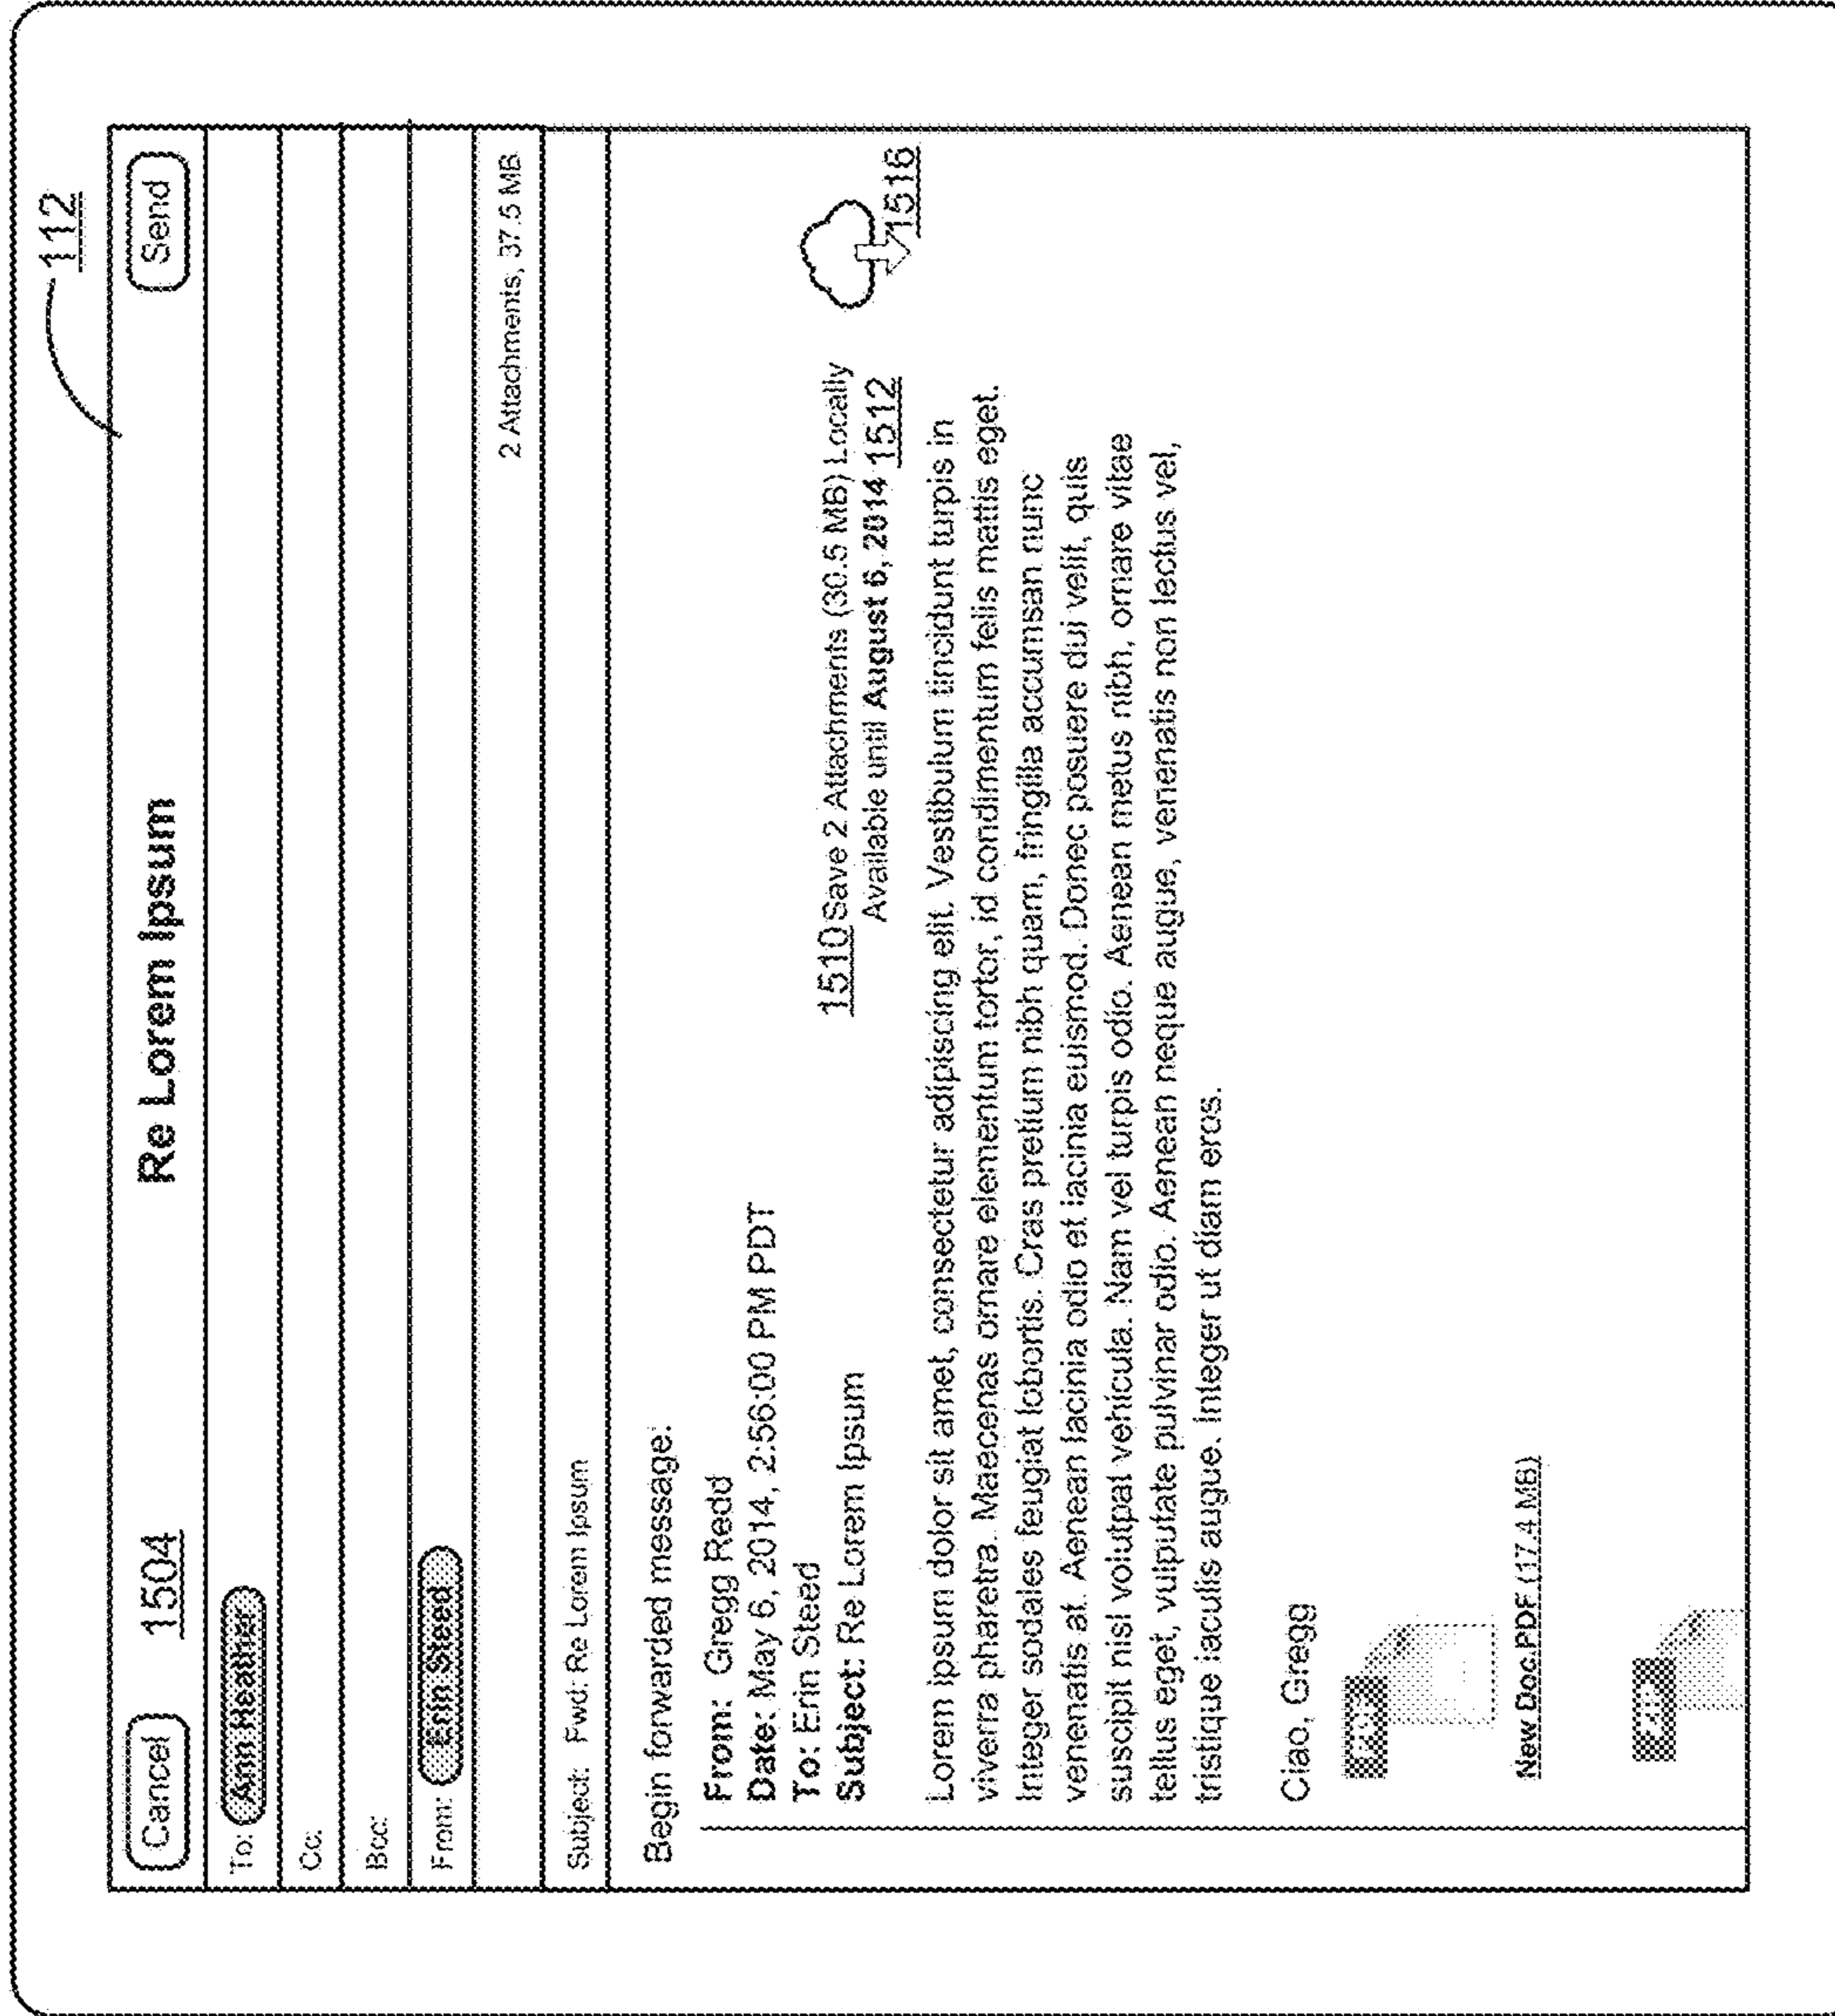 112
Cancel 1504 Re Lorem Ipsum Send
To: Ann Heather
Cc:
Bcc:
From: Erin Steed
2 Attachments, 37.5 MB
Subject: Fwd: Re Lorem Ipsum
Begin forwarded message:
From: Gregg Redd
Date: May 6, 2014, 2:56:00 PM PDT
To: Erin Steed
Subject: Re Lorem Ipsum
1510 Save 2 Attachments (30.5 MB) Locally
Available until August 6, 2014 1512
1516
Lorem ipsum dolor sit amet, consectetur adipiscing elit. Vestibulum tincidunt turpis in
viverra pharetra. Maecenas ornare elementum tortor, id condimentum felis mattis eget.
Integer sodales feugiat lobortis. Cras pretium nibh quam, fringilla accumsan nunc
venenatis at. Aenean lacinia odio et lacinia euismod. Donec posuere dui velit, quis
suscipit nisl volutpat vehicula. Nam vel turpis odio. Aenean metus nibh, ornare vitae
tellus eget, vulputate pulvinar odio. Aenean neque augue, venenatis non lectus vel,
tristique iaculis augue. Integer ut diam eros.
Ciao, Gregg
New Doc.PDF (17.4 MB)